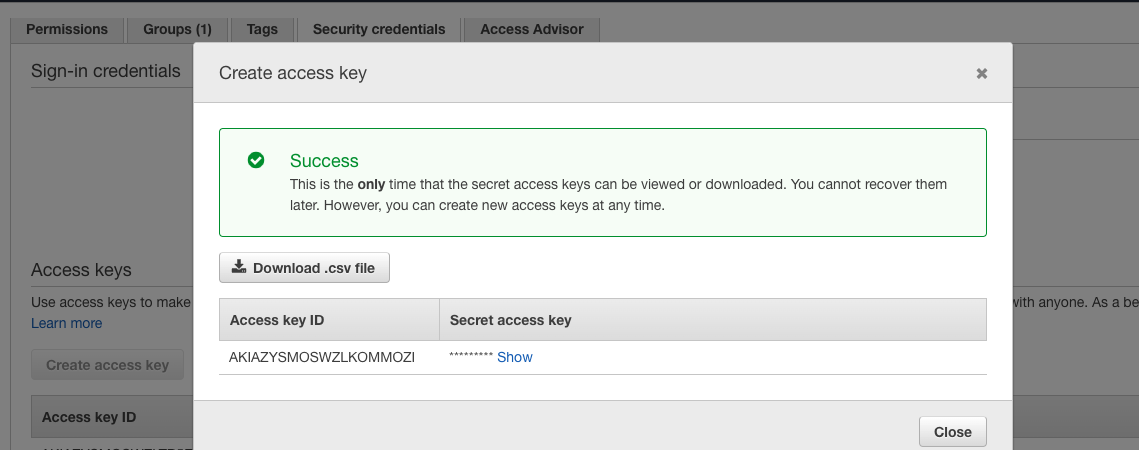 Permissions
Groups (1)
Tags
Security credentials
Access Advisor
Sign-in credentials
Create access key
Success
This is the only time that the secret access keys can be viewed or downloaded. You cannot recover them
later. However, you can create new access keys at any time.
Access keys
Download .csv file
Use access keys to make
with anyone. As a be
Learn more
Access key ID
Secret access key
AKIAZYSMOSWZLKOMMOZI
********* Show
Create access key
Access key ID
Close